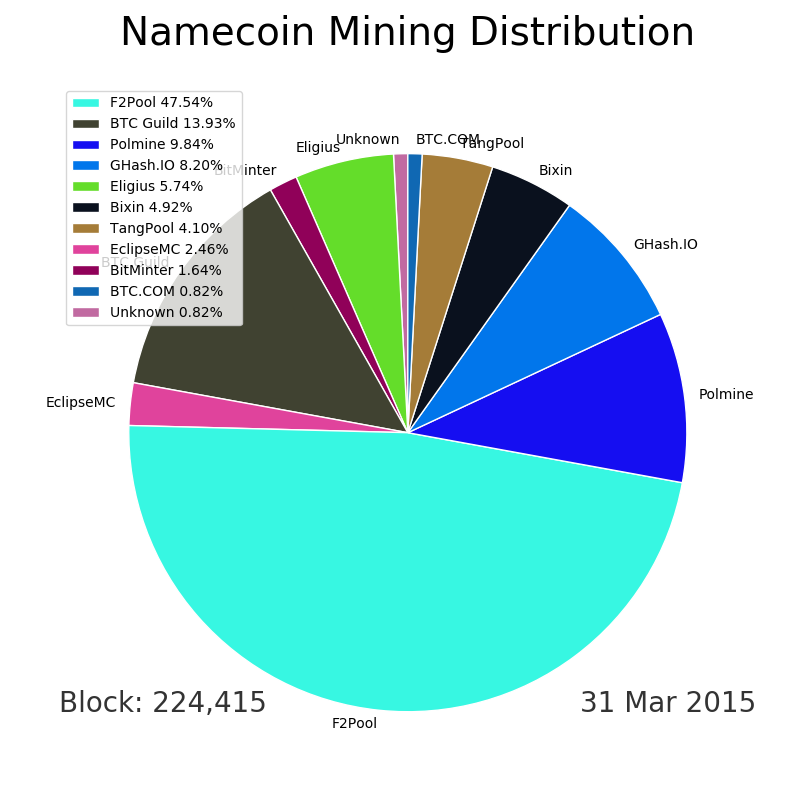 Namecoin Mining Distribution
F2Pool 47.54%
BTC Guild 13.93%
Polmine 9.84%
GHash.IO 8.20%
Eligius 5.74%
Bixin 4.92%
TangPool 4.10%
EclipseMC 2.46%
BitMinter 1.64%
BTC.COM 0.82%
Unknown 0.82%
Unknown
BTC.COM
TangPool
Eligius
BitMinter
Bixin
GHash.IO
BTC Guild
Polmine
EclipseMC
F2Pool
Block: 224,415
31 Mar 2015